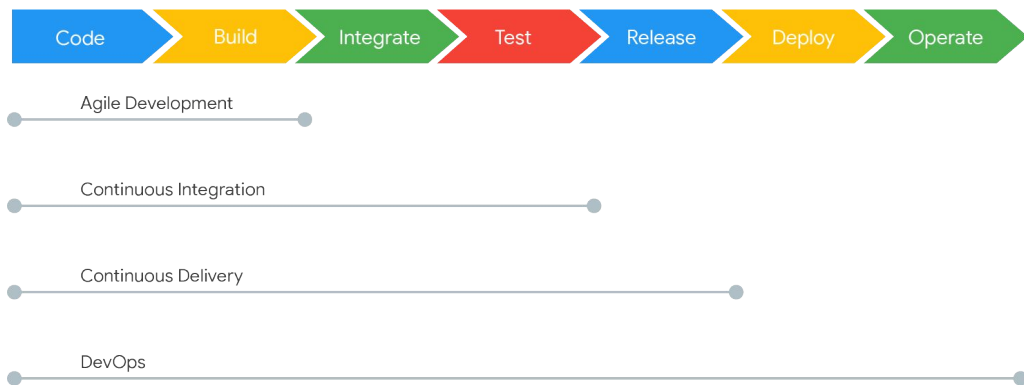 Code Build Integrate Test Release Deploy Operate
Agile Development
Continuous Integration
Continuous Delivery
DevOps